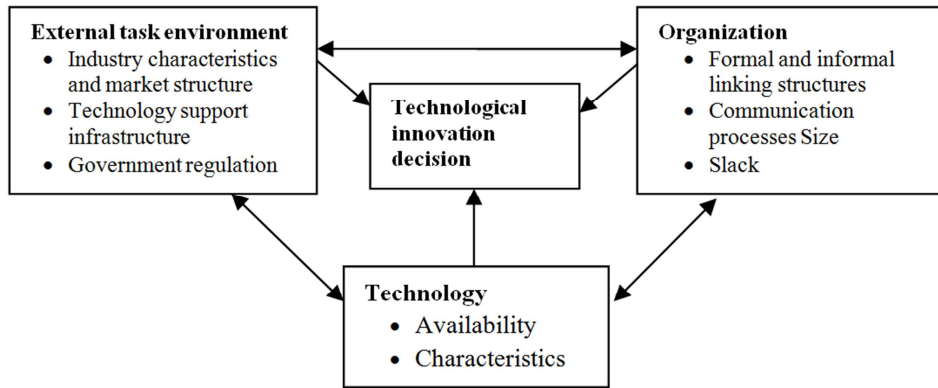 External task environment
• Industry characteristics
and market structure
• Technology support
infrastructure
• Government regulation
Technological
innovation
decision
Organization
• Formal and informal
linking structures
• Communication
processes Size
• Slack
Technology
• Availability
• Characteristics